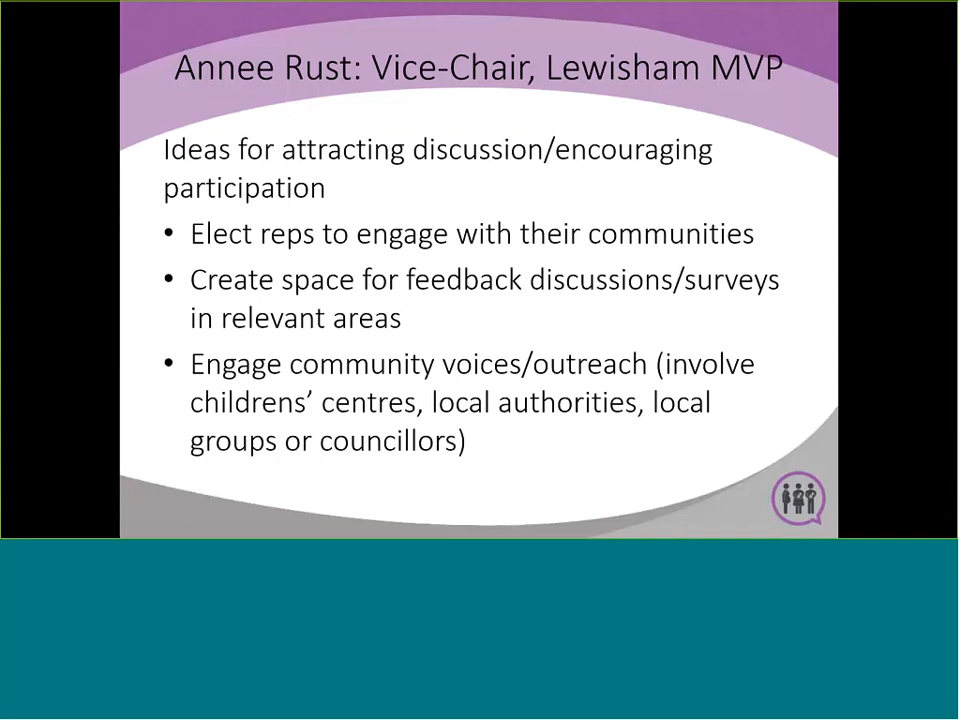 Annee Rust: Vice-Chair, Lewisham MVP
Ideas for attracting discussion/encouraging
participation
• Elect reps to engage with their communities
• Create space for feedback discussions/surveys
in relevant areas
• Engage community voices/outreach (involve
childrens’ centres, local authorities, local
groups or councillors)